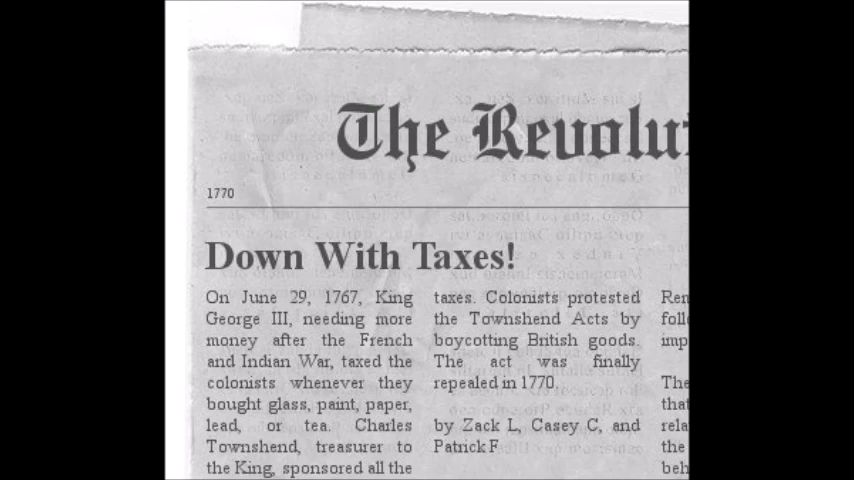 The Revolut
1770
Down With Taxes!
On June 29, 1767, King
George III, needing more
money after the French
and Indian War, taxed the
colonists whenever they
bought glass, paint, paper,
lead, or tea. Charles
Townshend, treasurer to
the King, sponsored all the
taxes. Colonists protested
the Townshend Acts by
boycotting British goods.
The act was finally
repealed in 1770.
by Zack L, Casey C, and
Patrick F
Ren
follo
imp
The
that
rela
the
beh